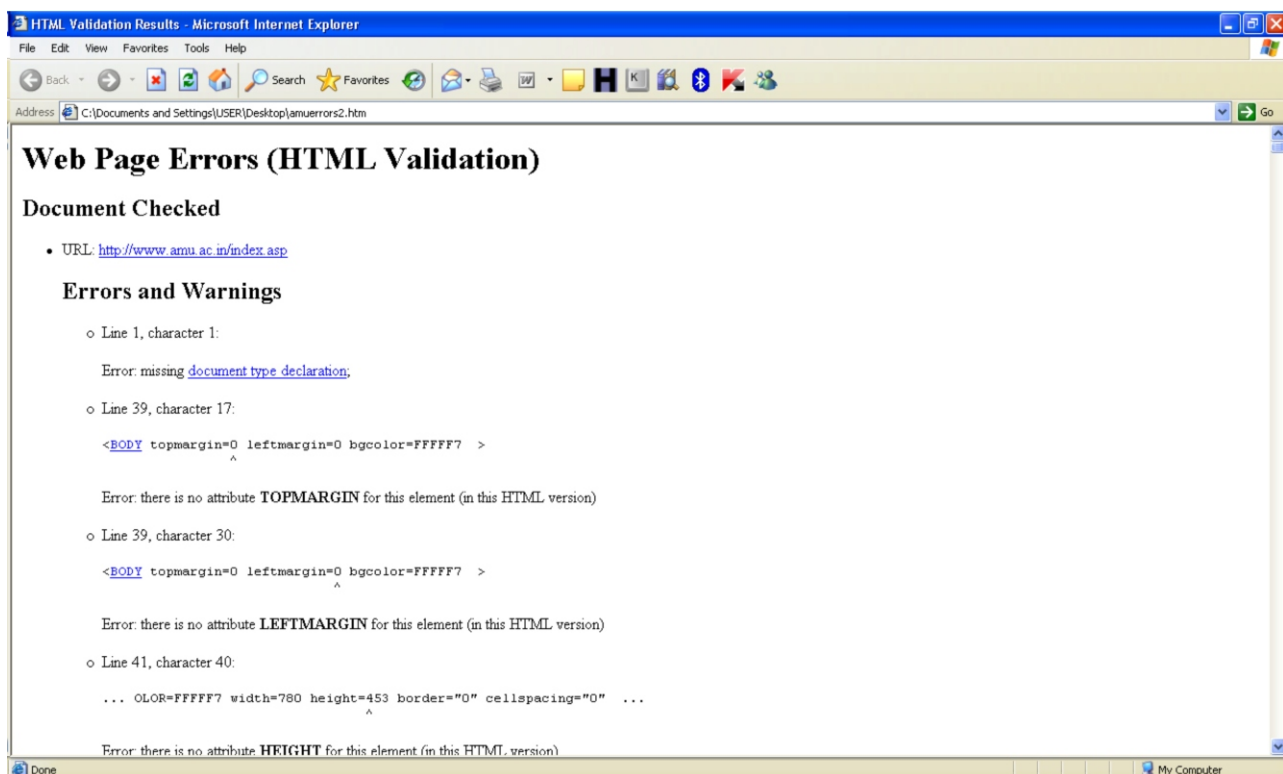 HTML Validation Results - Microsoft Internet Explorer
File Edit View Favorites Tools Help
Back Search Favorites
Address C:\Documents and Settings\USER\Desktop\amuerrors2.htm Go
Web Page Errors (HTML Validation)
Document Checked
• URL: http://www.amu.ac.in/index.asp
Errors and Warnings
o Line 1, character 1:
Error: missing document type declaration;
o Line 39, character 17:
<BODY topmargin=0 leftmargin=0 bgcolor=FFFFF7 >
^
Error: there is no attribute TOPMARGIN for this element (in this HTML version)
o Line 39, character 30:
<BODY topmargin=0 leftmargin=0 bgcolor=FFFFF7 >
^
Error: there is no attribute LEFTMARGIN for this element (in this HTML version)
o Line 41, character 40:
... OLOR=FFFFF7 width=780 height=453 border="0" cellspacing="0" ...
^
Error: there is no attribute HEIGHT for this element (in this HTML version)
Done My Computer